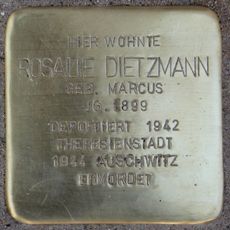 HIER WOHNTE
ROSALIE DIETZMANN
GEB. MARCUS
JG. 1899
DEPORTIERT 1942
THERESIENSTADT
1944 AUSCHWITZ
ERMORDET